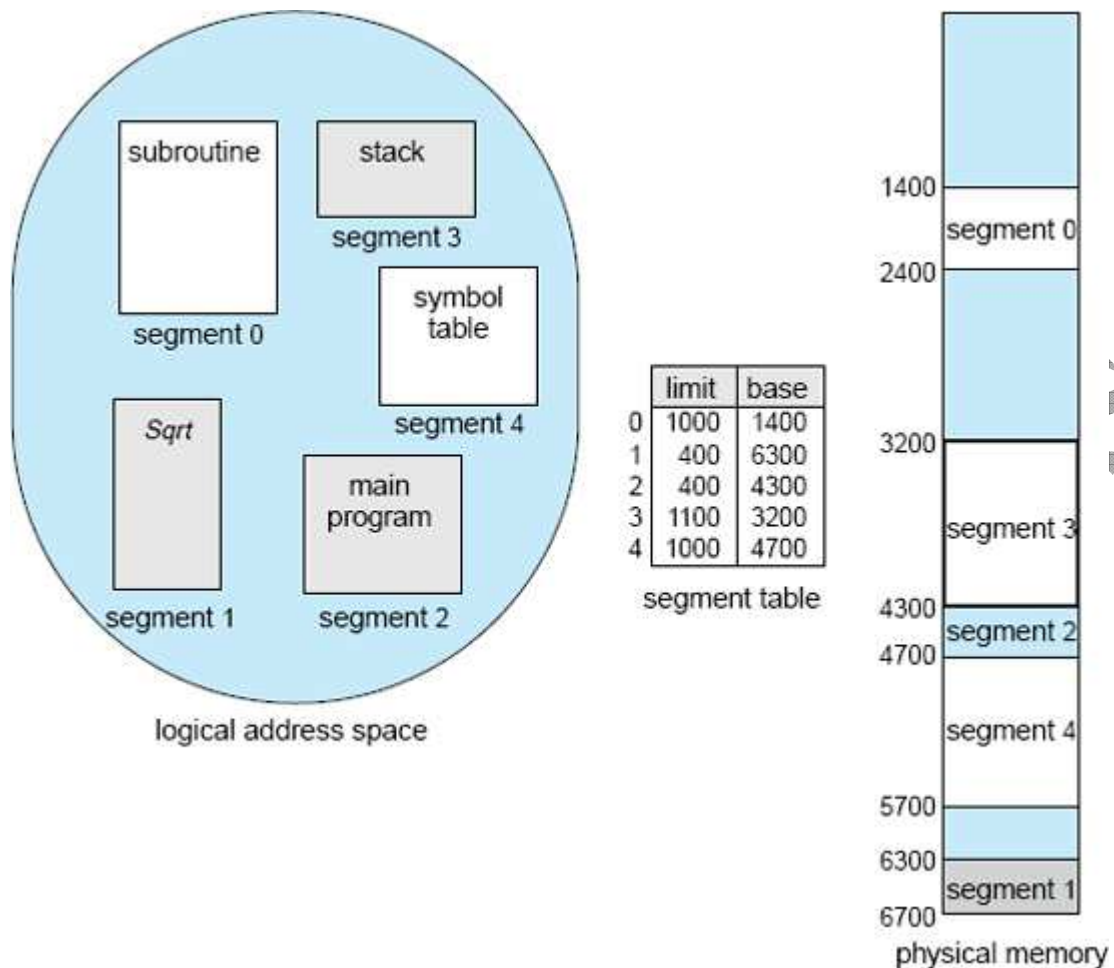 subroutine
segment 0
stack
segment 3
symbol
table
segment 4
Sqrt
segment 1
main
program
segment 2
logical address space
limit base
0 1000 1400
1 400 6300
2 400 4300
3 1100 3200
4 1000 4700
segment table
1400
segment 0
2400
3200
segment 3
4300
segment 2
4700
segment 4
5700
6300
segment 1
6700
physical memory